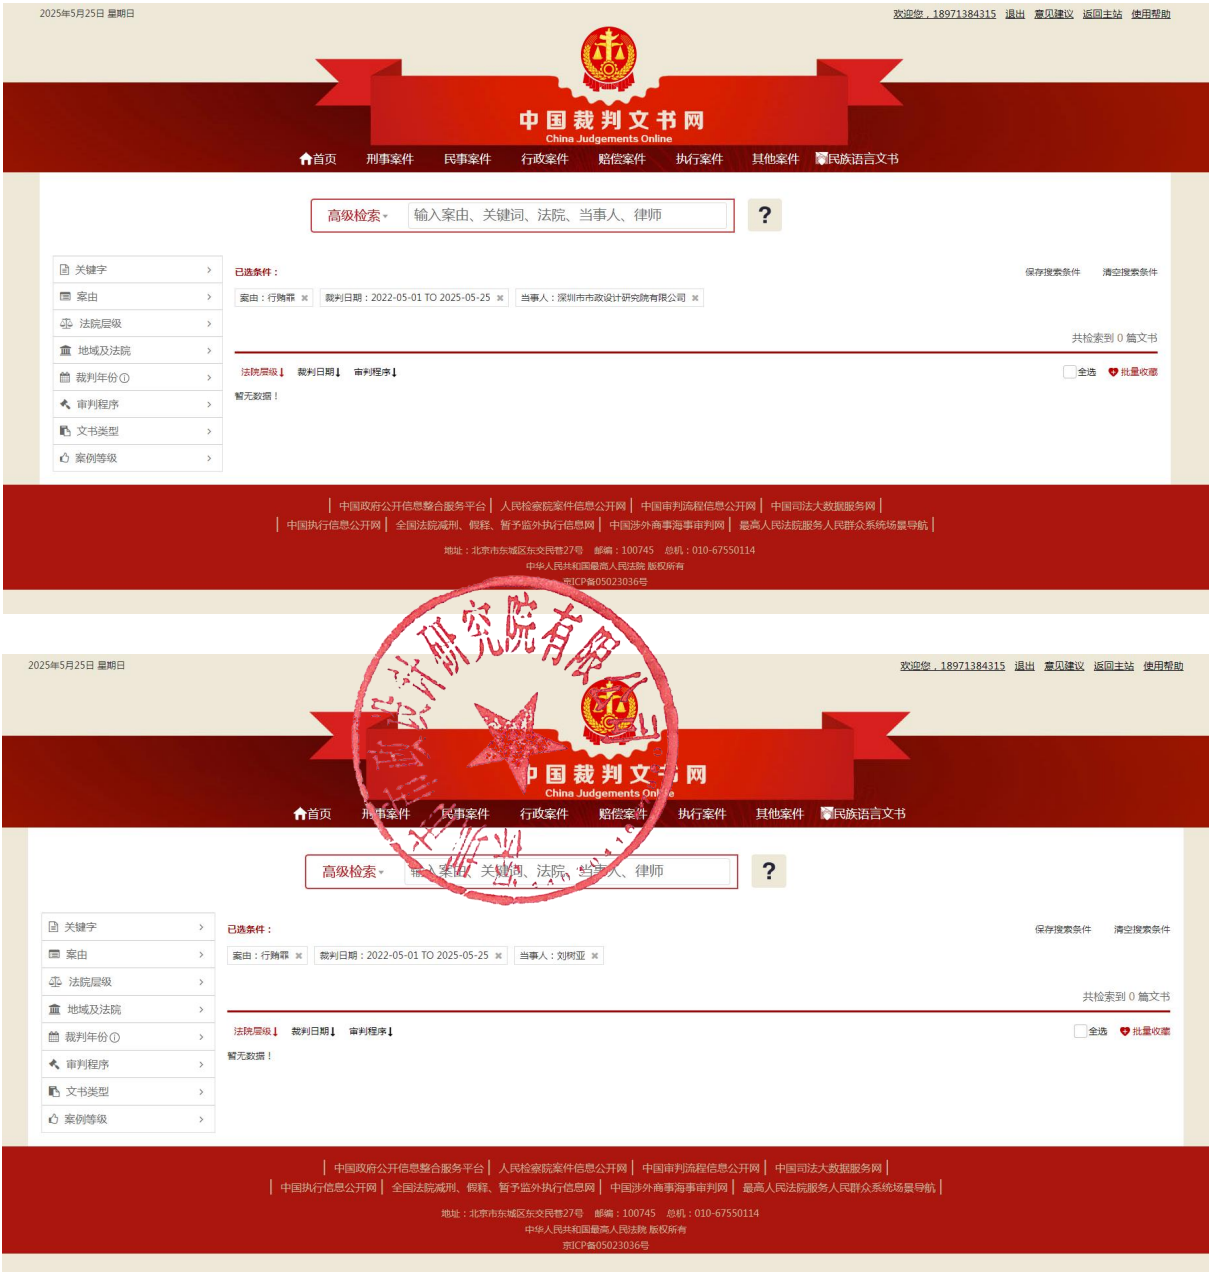 2025年5月25日 星期日
欢迎您，18971384315 退出 意见建议 返回主站 使用帮助
中国裁判文书网
China Judgements Online
首页 刑事案件 民事案件 行政案件 赔偿案件 执行案件 其他案件 民族语言文书
高级检索 输入案由、关键词、法院、当事人、律师 ?
关键字
案由
法院层级
地域及法院
裁判年份
审判程序
文书类型
案例等级
已选条件：
保存搜索条件 清空搜索条件
案由：行贿罪 裁判日期：2022-05-01 TO 2025-05-25 当事人：深圳市市政设计研究院有限公司
共检索到 0 篇文书
法院层级 裁判日期 审判程序
全选 批量收藏
暂无数据！
中国政府公开信息整合服务平台 | 人民检察院案件信息公开网 | 中国审判流程信息公开网 | 中国司法大数据服务网 |
中国执行信息公开网 | 全国法院减刑、假释、暂予监外执行信息网 | 中国涉外商事海事审判网 | 最高人民法院服务人民群众系统场景导航 |
地址：北京市东城区东交民巷27号 邮编：100745 总机：010-67550114
中华人民共和国最高人民法院 版权所有
京ICP备05023036号
2025年5月25日 星期日
欢迎您，18971384315 退出 意见建议 返回主站 使用帮助
中国裁判文书网
China Judgements Online
首页 刑事案件 民事案件 行政案件 赔偿案件 执行案件 其他案件 民族语言文书
高级检索 输入案由、关键词、法院、当事人、律师 ?
关键字
案由
法院层级
地域及法院
裁判年份
审判程序
文书类型
案例等级
已选条件：
保存搜索条件 清空搜索条件
案由：行贿罪 裁判日期：2022-05-01 TO 2025-05-25 当事人：刘树亚
共检索到 0 篇文书
法院层级 裁判日期 审判程序
全选 批量收藏
暂无数据！
中国政府公开信息整合服务平台 | 人民检察院案件信息公开网 | 中国审判流程信息公开网 | 中国司法大数据服务网 |
中国执行信息公开网 | 全国法院减刑、假释、暂予监外执行信息网 | 中国涉外商事海事审判网 | 最高人民法院服务人民群众系统场景导航 |
地址：北京市东城区东交民巷27号 邮编：100745 总机：010-67550114
中华人民共和国最高人民法院 版权所有
京ICP备05023036号
深圳市市政设计研究院有限公司